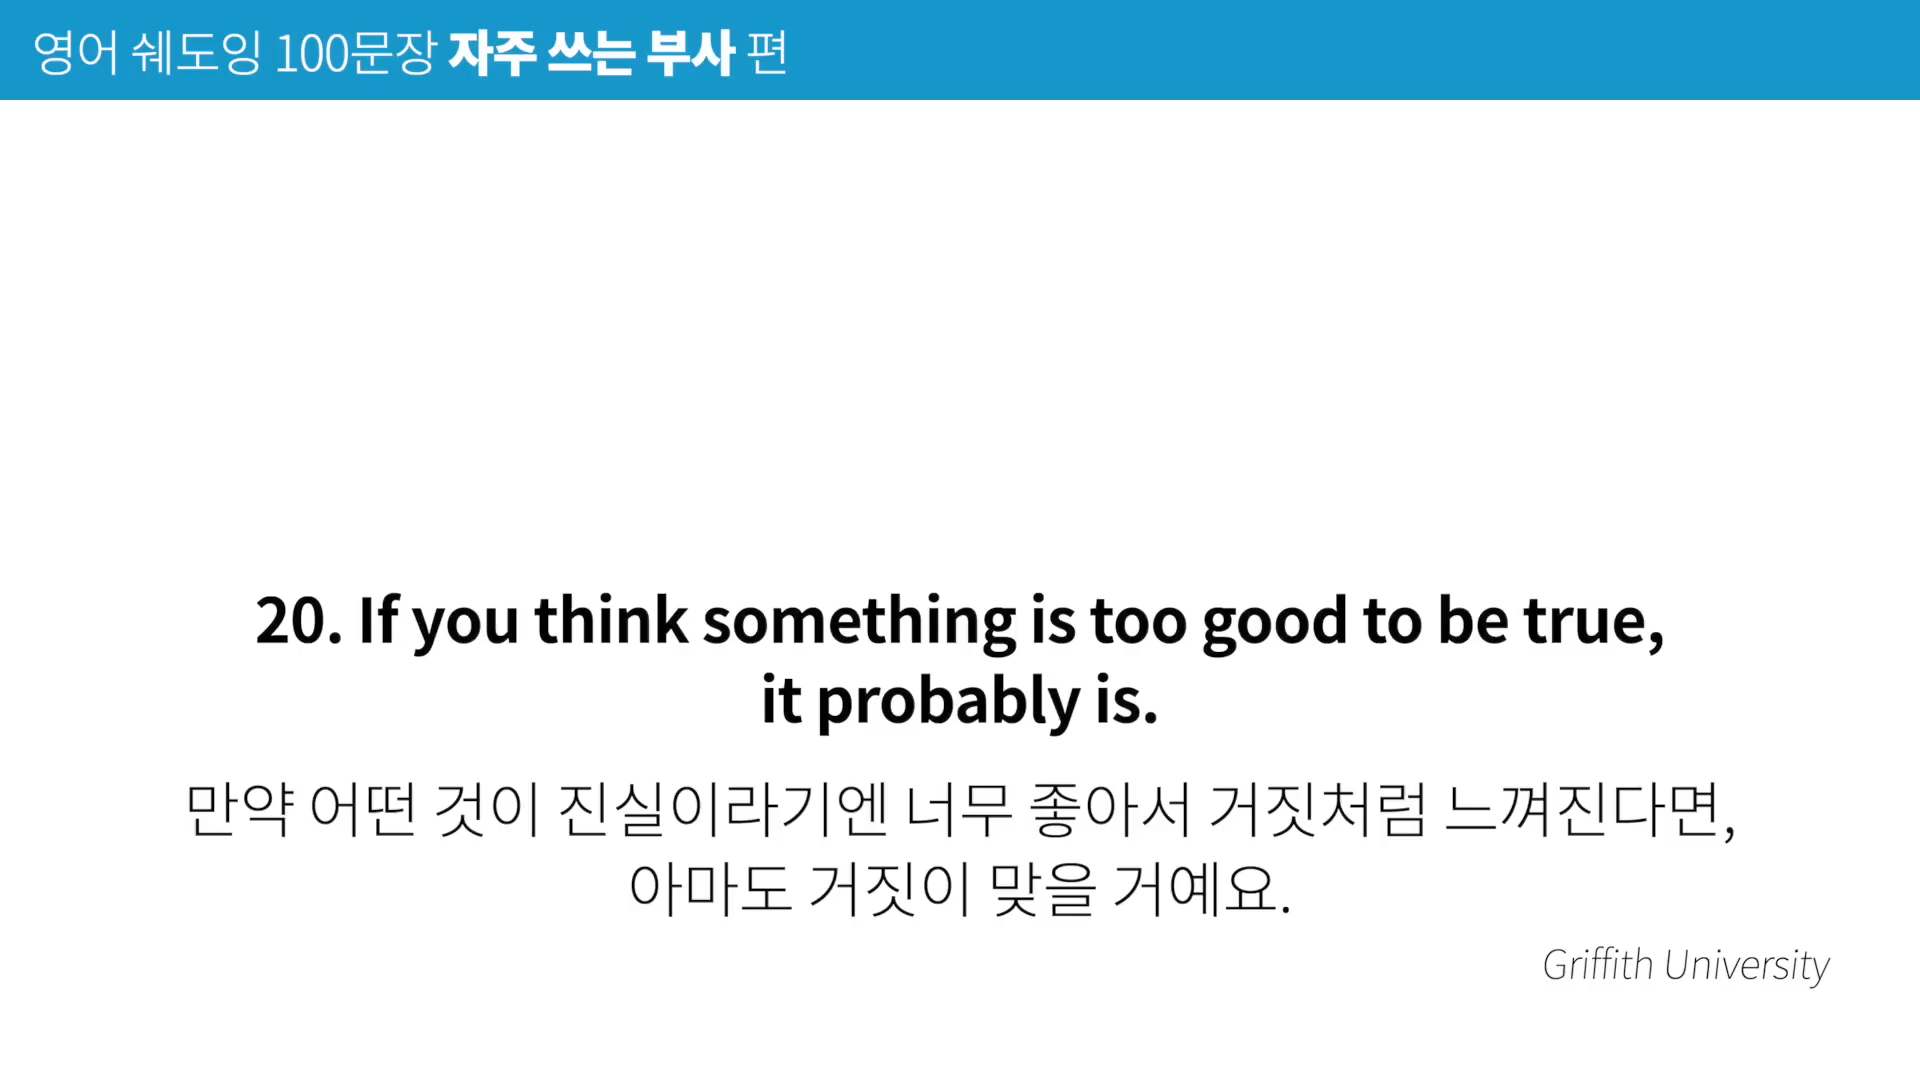 영어 쉐도잉 100문장 자주 쓰는 부사 편
20. If you think something is too good to be true,
it probably is.
만약 어떤 것이 진실이라기엔 너무 좋아서 거짓처럼 느껴진다면,
아마도 거짓이 맞을 거예요.
Griffith University